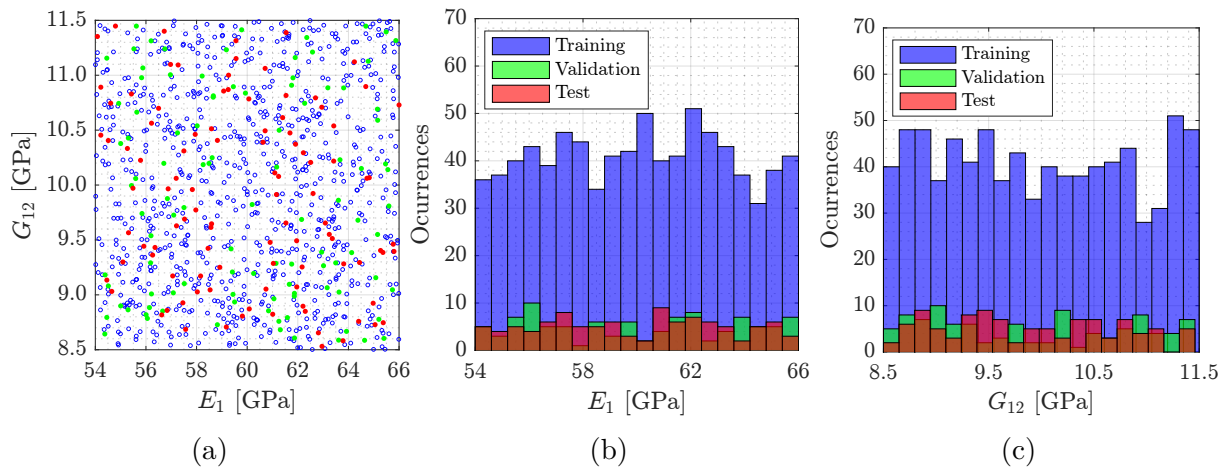 11.5
11.0
10.5
10.0
9.5
9.0
8.5
G12 [GPa]
54 56 58 60 62 64 66
E1 [GPa]
(a)
70
60
50
40
30
20
10
0
Ocurrences
Training
Validation
Test
54 58 62 66
E1 [GPa]
(b)
70
60
50
40
30
20
10
0
Ocurrences
Training
Validation
Test
8.5 9.5 10.5 11.5
G12 [GPa]
(c)